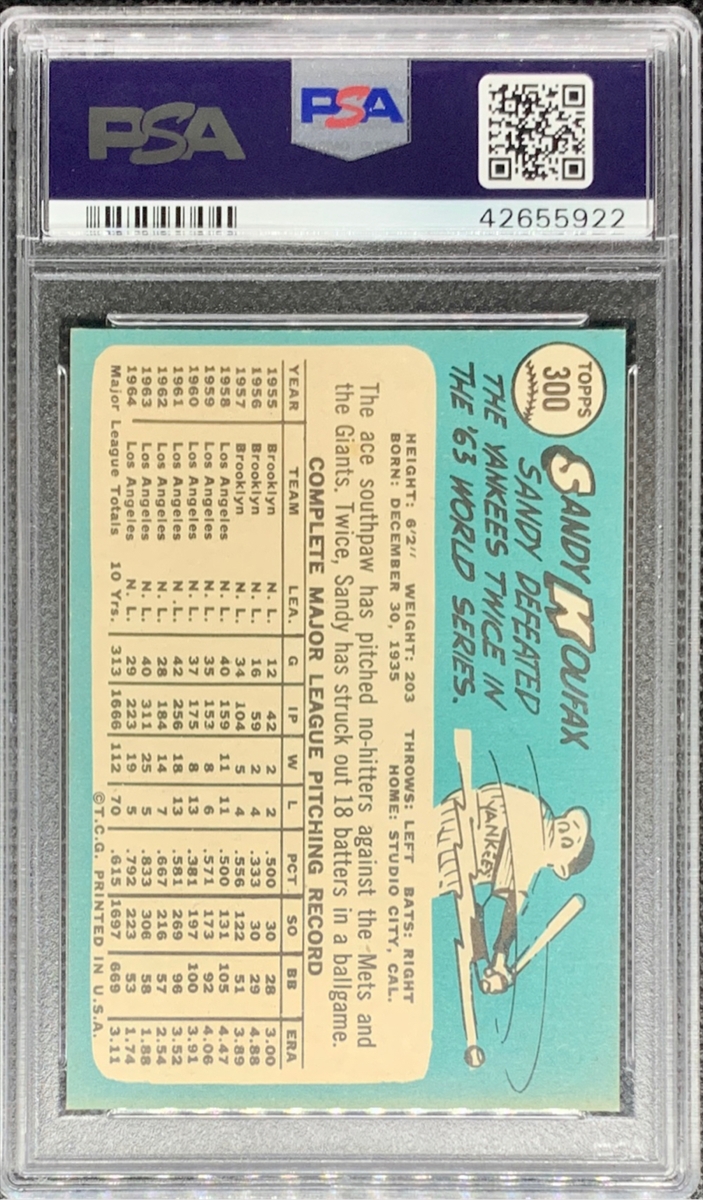 PSA
PSA
42655922
TOPPS
300
SANDY KOUFAX
SANDY DEFEATED
THE YANKEES TWICE IN
THE '63 WORLD SERIES.
YANKEES
HEIGHT: 6'2" WEIGHT: 203 THROWS: LEFT BATS: RIGHT
BORN: DECEMBER 30, 1935 HOME: STUDIO CITY, CAL.
The ace southpaw has pitched no-hitters against the Mets and
the Giants. Twice, Sandy has struck out 18 batters in a ballgame.
COMPLETE MAJOR LEAGUE PITCHING RECORD
YEAR TEAM LEA. G IP W L PCT. SO BB ERA
1955 Brooklyn N. L. 12 42 2 2 .500 30 28 3.00
1956 Brooklyn N. L. 16 59 2 4 .333 30 29 4.88
1957 Brooklyn N. L. 34 104 5 4 .556 122 51 3.89
1958 Los Angeles N. L. 40 159 11 11 .500 131 105 4.47
1959 Los Angeles N. L. 35 153 8 6 .571 173 92 4.06
1960 Los Angeles N. L. 37 175 8 13 .381 197 100 3.91
1961 Los Angeles N. L. 42 256 18 13 .581 269 96 3.52
1962 Los Angeles N. L. 28 184 14 7 .667 216 57 2.54
1963 Los Angeles N. L. 40 311 25 5 .833 306 58 1.88
1964 Los Angeles N. L. 29 223 19 5 .792 223 53 1.74
Major League Totals 10 Yrs. 313 1666 112 70 .615 1697 669 3.11
©T.C.G. PRINTED IN U.S.A.